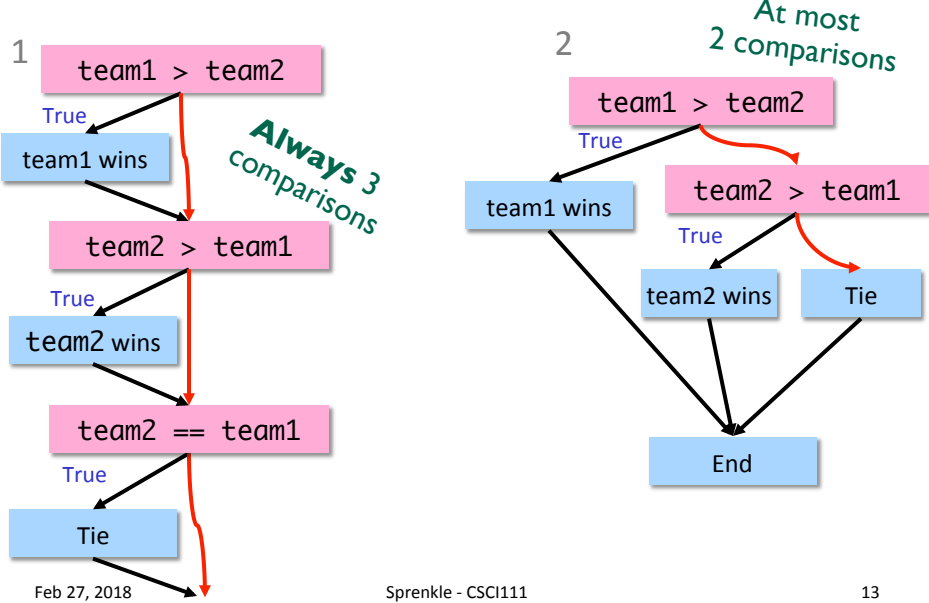 1
team1 > team2
True
team1 wins
Always 3
comparisons
team2 > team1
True
team2 wins
team2 == team1
True
Tie
2
At most
2 comparisons
team1 > team2
True
team1 wins
team2 > team1
True
team2 wins
Tie
End
Feb 27, 2018
Sprenkle - CSCI111
13